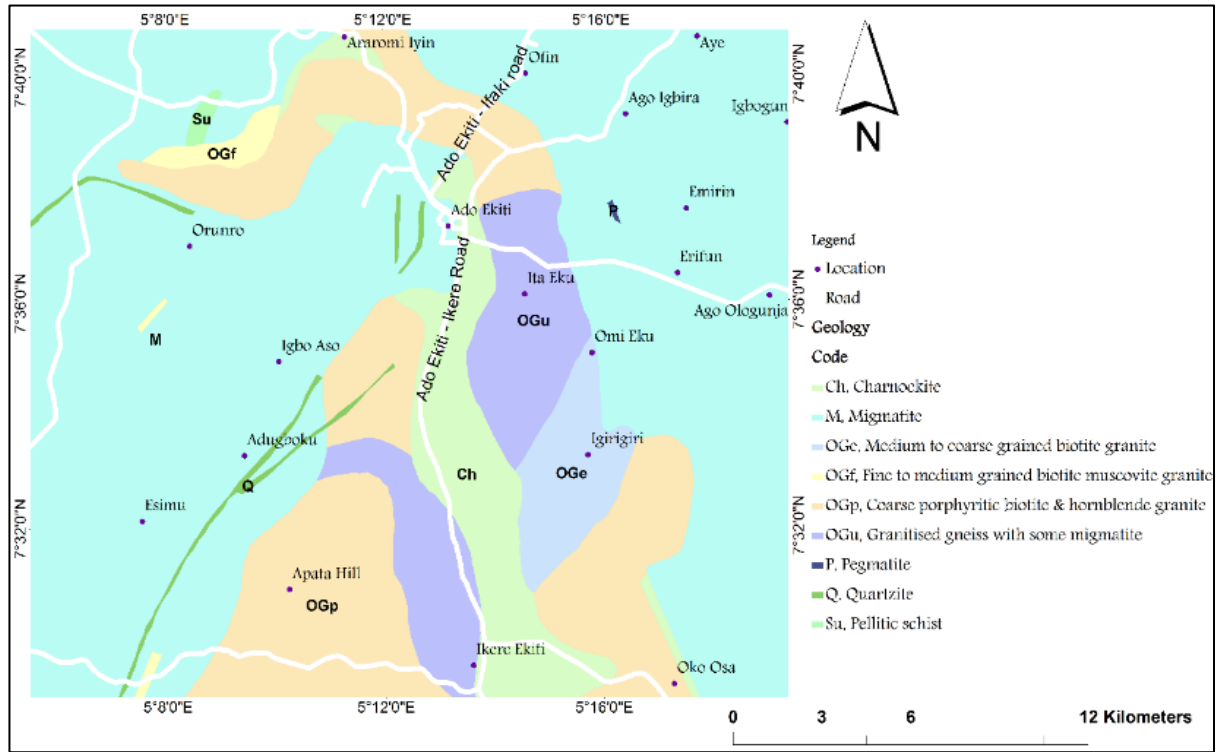 5°8'0"E 5°12'0"E 5°16'0"E
Araromi Iyin
Aye
Ofin
7°40'0"N
7°40'0"N
Ado Ekiti - Ifaki road
Ago Igbira
Igbogun
N
Su
OGf
Emirin
P
Ado Ekiti
Orunro
Erifun
Ita Eku
Ago Ologunja
7°36'0"N
7°36'0"N
OGu
Ado Ekiti - Ikere Road
M
Omi Eku
Igbo Aso
Adugboku
Igirigiri
Ch
OGe
Q
Esimu
7°32'0"N
7°32'0"N
Apata Hill
OGp
Ikere Ekiti
Oko Osa
5°8'0"E 5°12'0"E 5°16'0"E
Legend
Location
Road
Geology
Code
Ch, Charnockite
M, Migmatite
OGe, Medium to coarse grained biotite granite
OGf, Fine to medium grained biotite muscovite granite
OGp, Coarse porphyritic biotite & hornblende granite
OGu, Granitised gneiss with some migmatite
P, Pegmatite
Q, Quartzite
Su, Pellitic schist
0 3 6 12 Kilometers